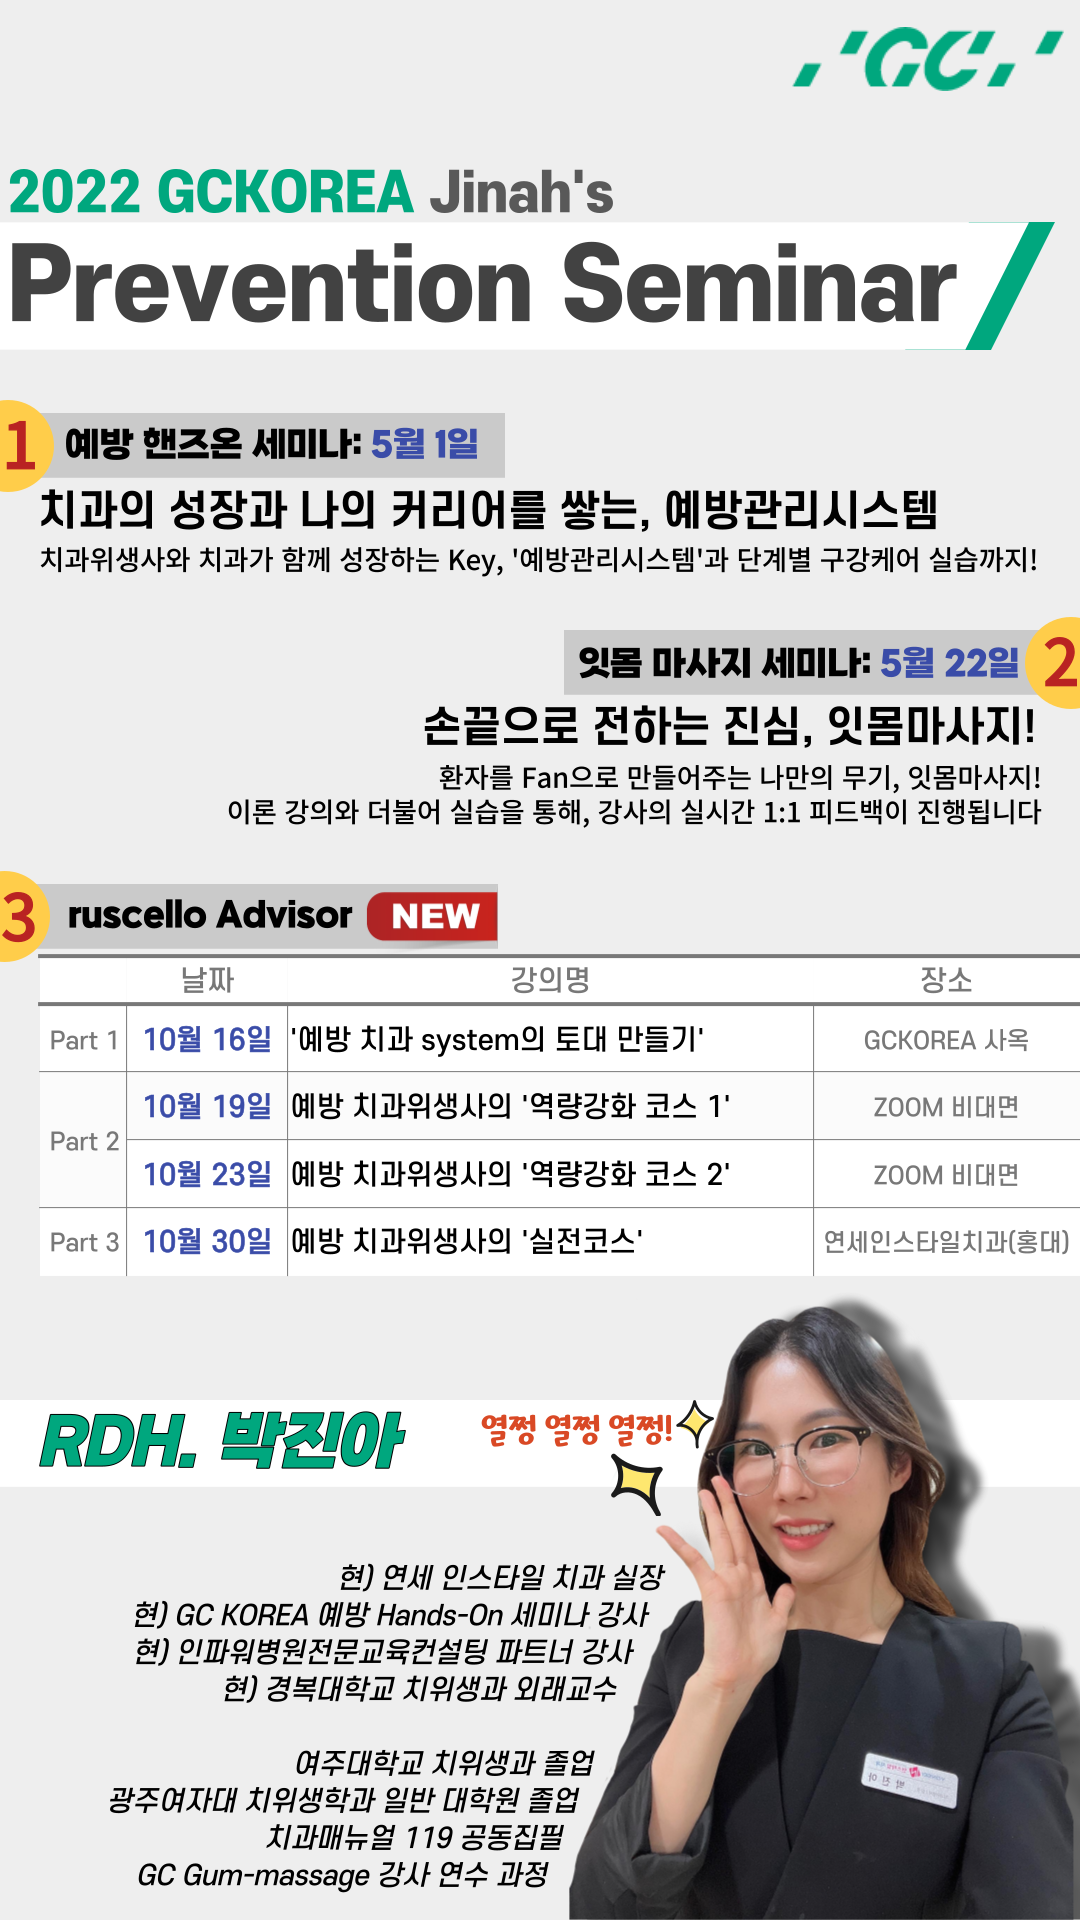 GC
2022 GCKOREA Jinah's
Prevention Seminar
1
예방 핸즈온 세미나: 5월 1일
치과의 성장과 나의 커리어를 쌓는, 예방관리시스템
치과위생사와 치과가 함께 성장하는 Key, '예방관리시스템'과 단계별 구강케어 실습까지!
잇몸 마사지 세미나: 5월 22일
2
손끝으로 전하는 진심, 잇몸마사지!
환자를 Fan으로 만들어주는 나만의 무기, 잇몸마사지!
이론 강의와 더불어 실습을 통해, 강사의 실시간 1:1 피드백이 진행됩니다
3
ruscello Advisor NEW
날짜 강의명 장소
Part 1 10월 16일 '예방 치과 system의 토대 만들기' GCKOREA 사옥
Part 2 10월 19일 예방 치과위생사의 '역량강화 코스 1' ZOOM 비대면
10월 23일 예방 치과위생사의 '역량강화 코스 2' ZOOM 비대면
Part 3 10월 30일 예방 치과위생사의 '실전코스' 연세인스타일치과(홍대)
RDH. 박진아
열쩡 열쩡 열쩡!
현) 연세 인스타일 치과 실장
현) GC KOREA 예방 Hands-On 세미나 강사
현) 인파워병원전문교육컨설팅 파트너 강사
현) 경복대학교 치위생과 외래교수
여주대학교 치위생과 졸업
광주여자대 치위생학과 일반 대학원 졸업
치과매뉴얼 119 공동집필
GC Gum-massage 강사 연수 과정
박 진 아